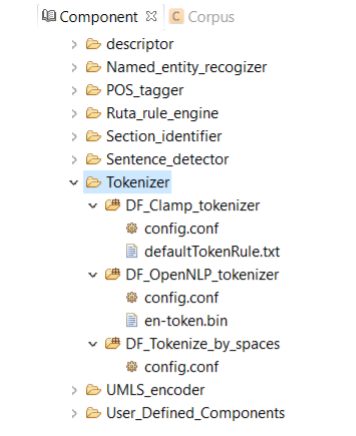 Component C Corpus
descriptor
Named_entity_recogizer
POS_tagger
Ruta_rule_engine
Section_identifier
Sentence_detector
Tokenizer
DF_Clamp_tokenizer
config.conf
defaultTokenRule.txt
DF_OpenNLP_tokenizer
config.conf
en-token.bin
DF_Tokenize_by_spaces
config.conf
UMLS_encoder
User_Defined_Components